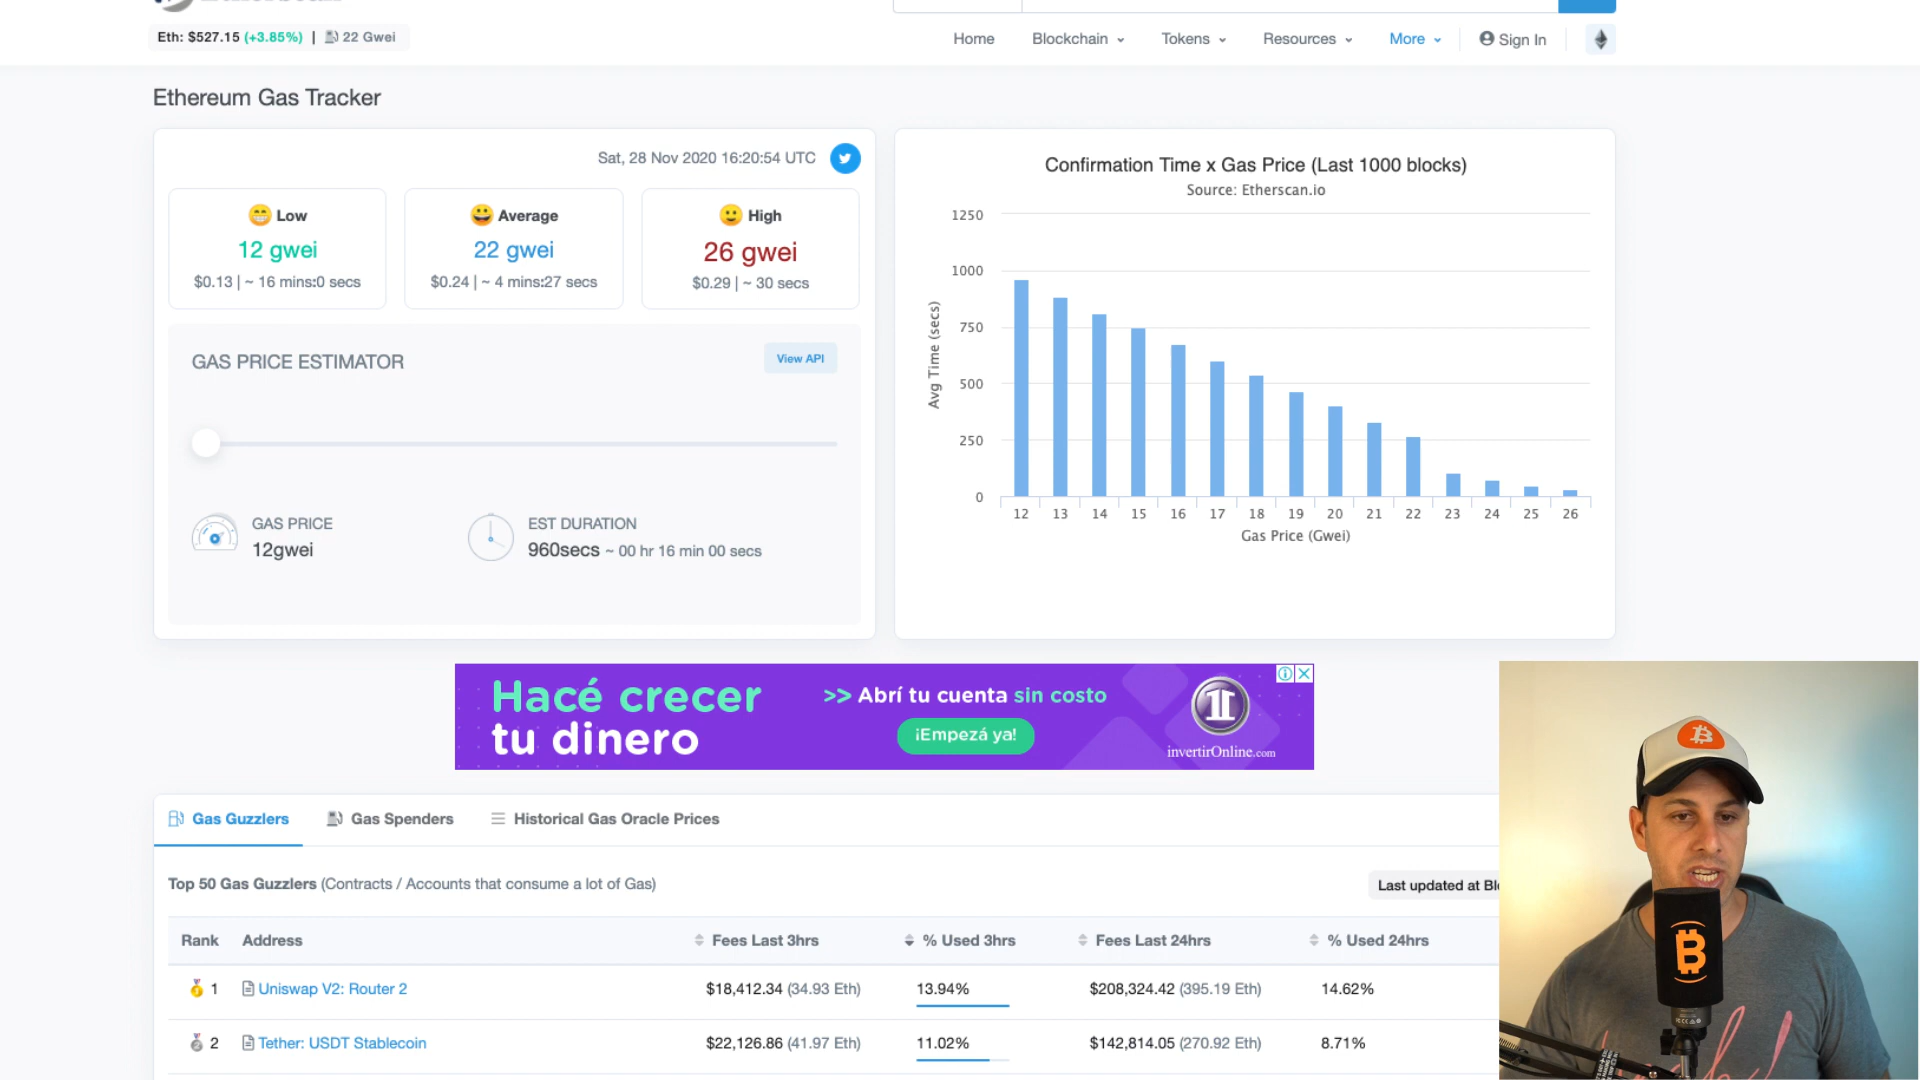 Eth: $527.15 (+3.85%) | 22 Gwei
Home Blockchain Tokens Resources More Sign In
Ethereum Gas Tracker
Sat, 28 Nov 2020 16:20:54 UTC
Low
12 gwei
$0.13 | ~ 16 mins:0 secs
Average
22 gwei
$0.24 | ~ 4 mins:27 secs
High
26 gwei
$0.29 | ~ 30 secs
GAS PRICE ESTIMATOR
View API
GAS PRICE
12gwei
EST DURATION
960secs ~ 00 hr 16 min 00 secs
Confirmation Time x Gas Price (Last 1000 blocks)
Source: Etherscan.io
Avg Time (secs)
1250
1000
750
500
250
0
12 13 14 15 16 17 18 19 20 21 22 23 24 25 26
Gas Price (Gwei)
Hacé crecer
tu dinero
>> Abrí tu cuenta sin costo
¡Empezá ya!
invertirOnline.com
Gas Guzzlers Gas Spenders Historical Gas Oracle Prices
Top 50 Gas Guzzlers (Contracts / Accounts that consume a lot of Gas)
Last updated at Bl
Rank Address Fees Last 3hrs % Used 3hrs Fees Last 24hrs % Used 24hrs
1 Uniswap V2: Router 2 $18,412.34 (34.93 Eth) 13.94% $208,324.42 (395.19 Eth) 14.62%
2 Tether: USDT Stablecoin $22,126.86 (41.97 Eth) 11.02% $142,814.05 (270.92 Eth) 8.71%